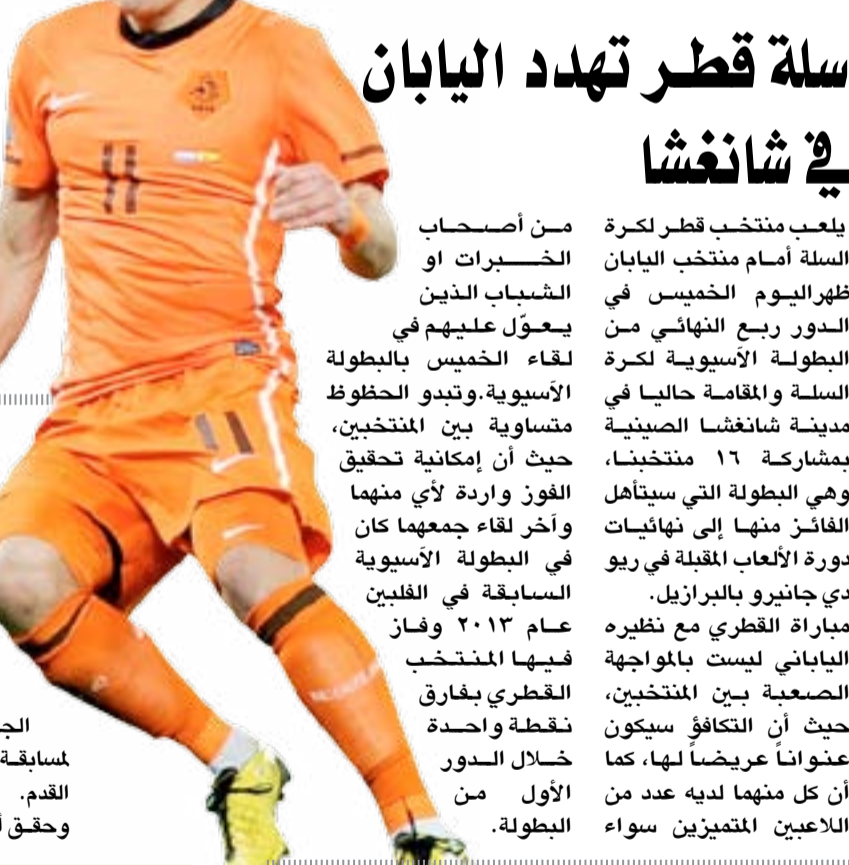 سلة قطر تهدد اليابان
في شانغشا
يلعب منتخب قطر لكرة
السلة أمام منتخب اليابان
ظهراليوم الخميس في
الدور ربع النهائي من
البطولة الآسيوية لكرة
السلة والمقامة حاليا في
مدينة شانغشا الصينية
بمشاركة ١٦ منتخبنا،
وهي البطولة التي سيتأهل
الفائز منها إلى نهائيات
دورة الألعاب المقبلة في ريو
دي جانيرو بالبرازيل.
مباراة القطري مع نظيره
الياباني ليست بالمواجهة
الصعبة بين المنتخبين،
حيث أن التكافؤ سيكون
عنواناً عريضاً لها، كما
أن كل منهما لديه عدد من
اللاعبين المتميزين سواء
من أصحاب
الخبرات او
الشباب الذين
يعوّل عليهم في
لقاء الخميس بالبطولة
الآسيوية.وتبدو الحظوظ
متساوية بين المنتخبين،
حيث أن إمكانية تحقيق
الفوز واردة لأي منهما
وآخر لقاء جمعهما كان
في البطولة الآسيوية
السابقة في الفلبين
عام ٢٠١٣ وفاز
فيها المنتخب
القطري بفارق
نقطة واحدة
خلال الدور
الأول من
البطولة.
الجـ
لمسابقة
القدم.
وحقق أ
11
11